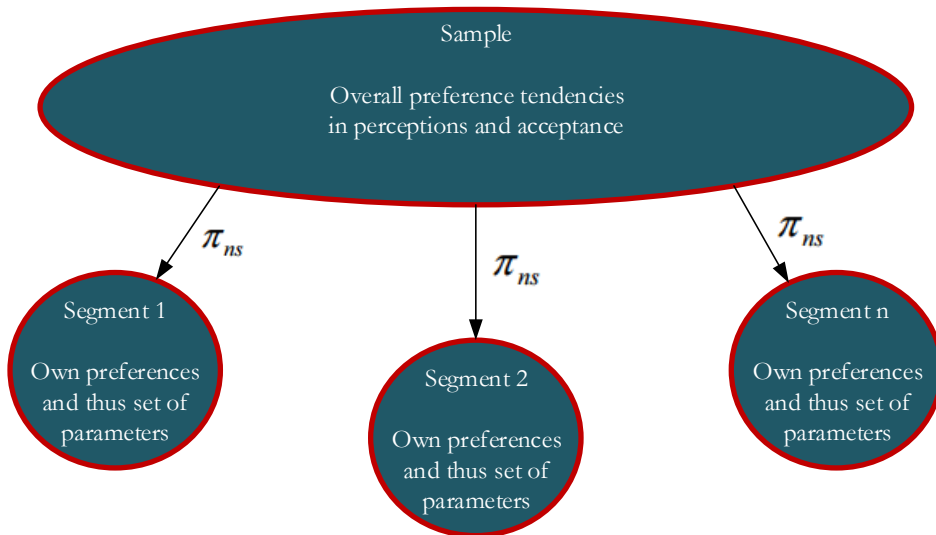 Sample
Overall preference tendencies
in perceptions and acceptance
π_ns
π_ns
π_ns
Segment 1
Own preferences
and thus set of
parameters
Segment 2
Own preferences
and thus set of
parameters
Segment n
Own preferences
and thus set of
parameters